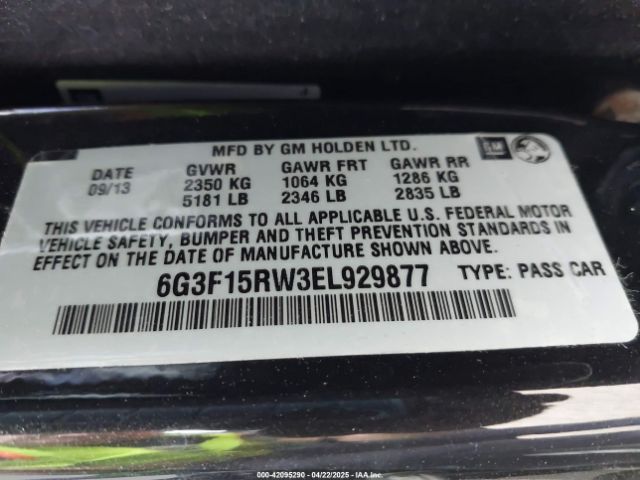 MFD BY GM HOLDEN LTD.
GM
DATE GVWR GAWR FRT GAWR RR
09/13 2350 KG 1064 KG 1286 KG
5181 LB 2346 LB 2835 LB
THIS VEHICLE CONFORMS TO ALL APPLICABLE U.S. FEDERAL MOTOR
VEHICLE SAFETY, BUMPER AND THEFT PREVENTION STANDARDS IN
EFFECT ON THE DATE OF MANUFACTURE SHOWN ABOVE.
6G3F15RW3EL929877 TYPE: PASS CAR
000-42095290 - 04/22/2025 - IAAI.COM